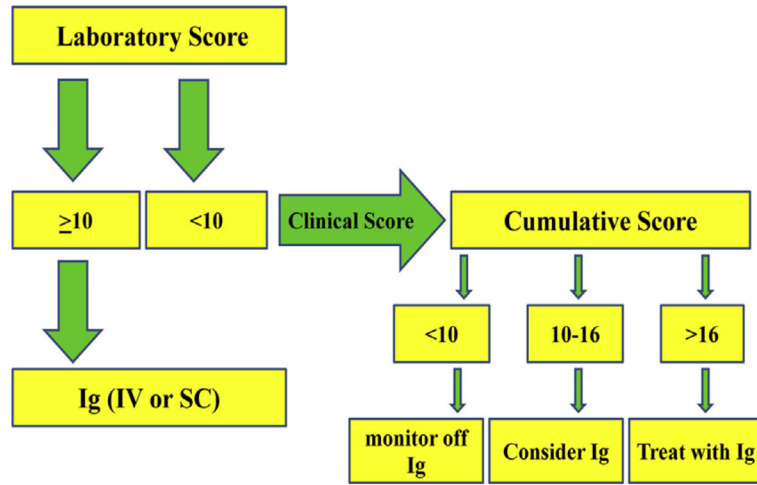 Laboratory Score
≥10
<10
Clinical Score
Cumulative Score
<10
10-16
>16
Ig (IV or SC)
monitor off
Ig
Consider Ig
Treat with Ig